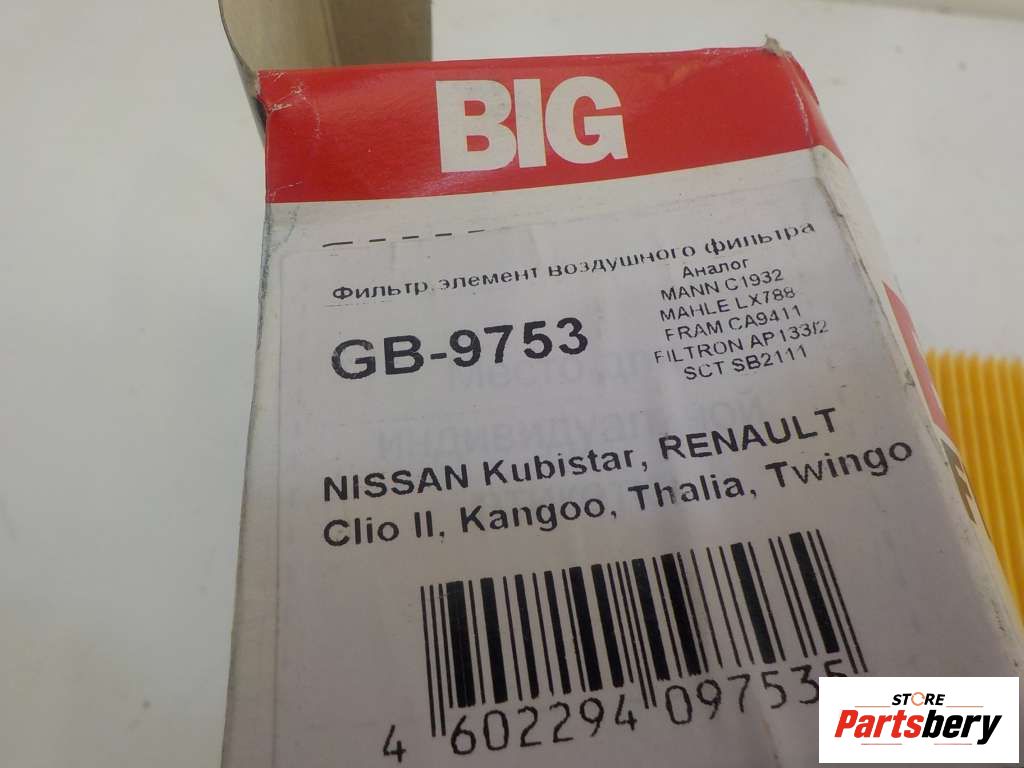 BIG
Фильтр.элемент воздушного фильтра
GB-9753
Аналог
MANN C1932
MAHLE LX788
FRAM CA9411
FILTRON AP133/2
SCT SB2111
NISSAN Kubistar, RENAULT
Clio II, Kangoo, Thalia, Twingo
4 602294 097535
STORE
Partsbery